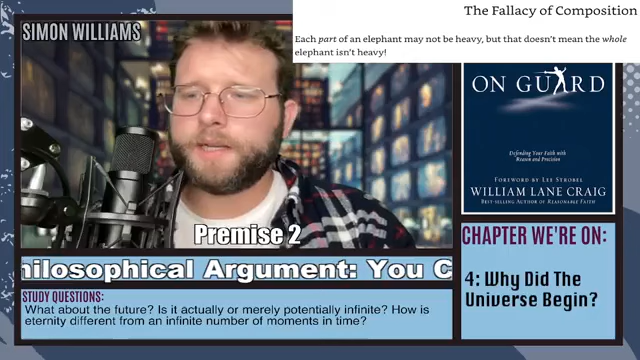 SIMON WILLIAMS
The Fallacy of Composition
Each part of an elephant may not be heavy, but that doesn't mean the whole
elephant isn't heavy!
ON GUARD
Defending Your Faith with
Reason and Precision
FOREWORD BY LEE STROBEL
WILLIAM LANE CRAIG
BEST-SELLING AUTHOR OF REASONABLE FAITH
Premise 2
hilosophical Argument: You C
CHAPTER WE'RE ON:
4: Why Did The
Universe Begin?
STUDY QUESTIONS:
What about the future? Is it actually or merely potentially infinite? How is
eternity different from an infinite number of moments in time?